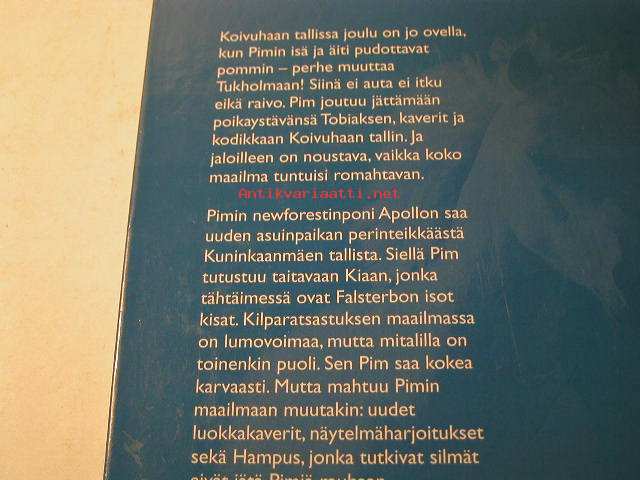 Koivuhaan tallissa joulu on jo ovella,
kun Pimin isä ja äiti pudottavat
pommin – perhe muuttaa
Tukholmaan! Siinä ei auta ei itku
eikä raivo. Pim joutuu jättämään
poikaystävänsä Tobiaksen, kaverit ja
kodikkaan Koivuhaan tallin. Ja
jaloilleen on noustava, vaikka koko
maailma tuntuisi romahtavan.
Antikvariaatti.net
Pimin newforestinponi Apollon saa
uuden asuinpaikan perinteikkäästä
Kuninkaanmäen tallista. Siellä Pim
tutustuu taitavaan Kiaan, jonka
tähtäimessä ovat Falsterbon isot
kisat. Kilparatsastuksen maailmassa
on lumovoimaa, mutta mitalilla on
toinenkin puoli. Sen Pim saa kokea
karvaasti. Mutta mahtuu Pimin
maailmaan muutakin: uudet
luokkakaverit, näytelmäharjoitukset
sekä Hampus, jonka tutkivat silmät
eivät jätä Pimiä rauhaan